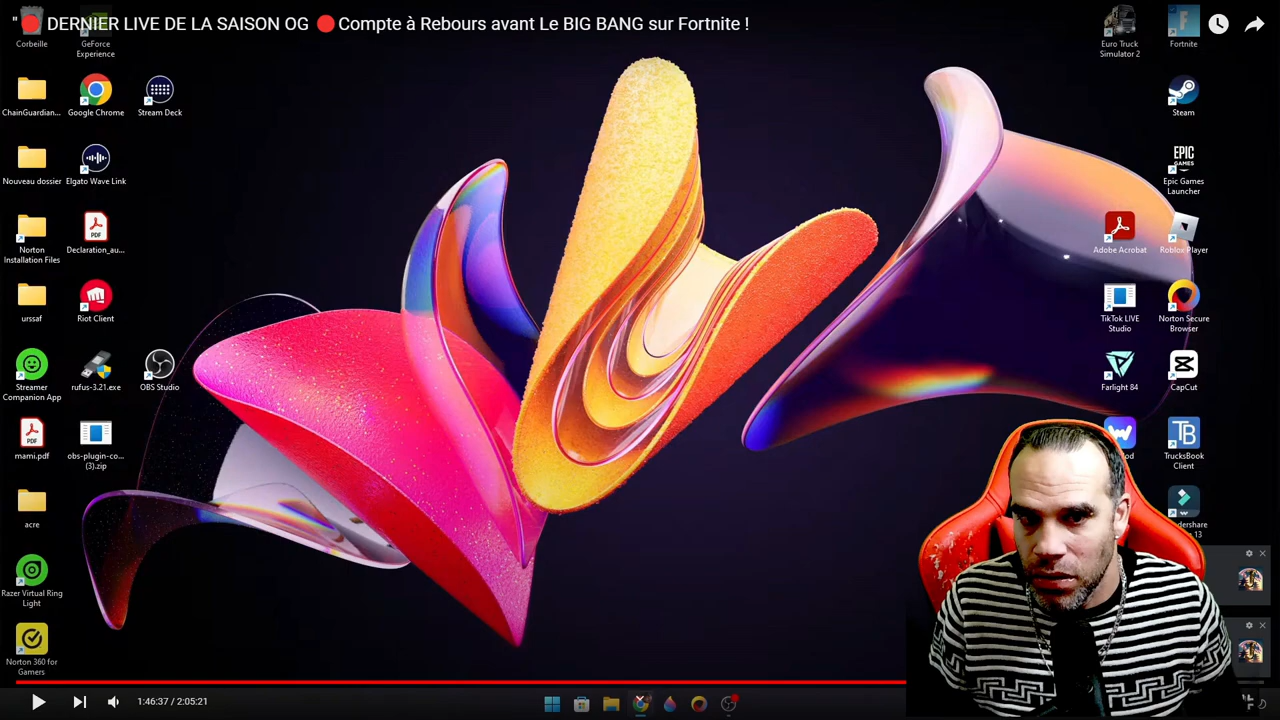 "🔴 DERNIER LIVE DE LA SAISON OG 🔴Compte à Rebours avant Le BIG BANG sur Fortnite !
Corbeille
GeForce
Experience
Euro Truck
Simulator 2
Fortnite
ChainGuardian...
Google Chrome
Stream Deck
Steam
Nouveau dossier
Elgato Wave Link
EPIC
GAMES
Epic Games
Launcher
Norton
Installation Files
PDF
Declaration_au...
Adobe Acrobat
Roblox Player
urssaf
Riot Client
TikTok LIVE
Studio
Norton Secure
Browser
Streamer
Companion App
rufus-3.21.exe
OBS Studio
Farlight 84
CapCut
PDF
mami.pdf
obs-plugin-co...
(3).zip
TB
TrucksBook
Client
acre
13
Razer Virtual Ring
Light
Norton 360 for
Gamers
1:46:37 / 2:05:21